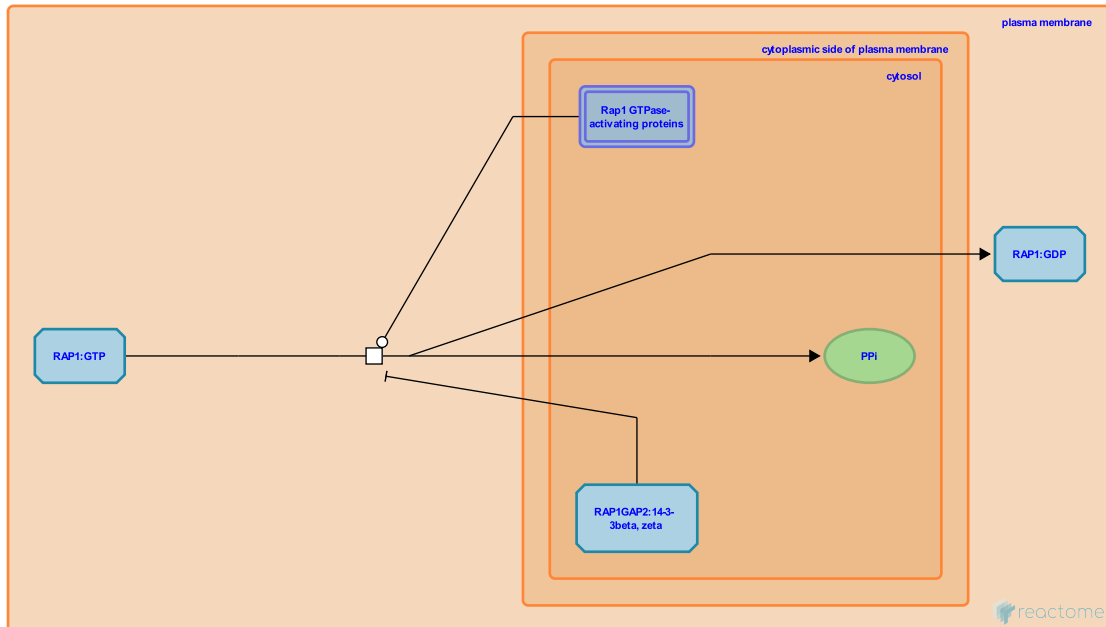 plasma membrane
cytoplasmic side of plasma membrane
cytosol
Rap1 GTPase-
activating proteins
RAP1:GDP
RAP1:GTP
PPi
RAP1GAP2:14-3-
3beta, zeta
reactome